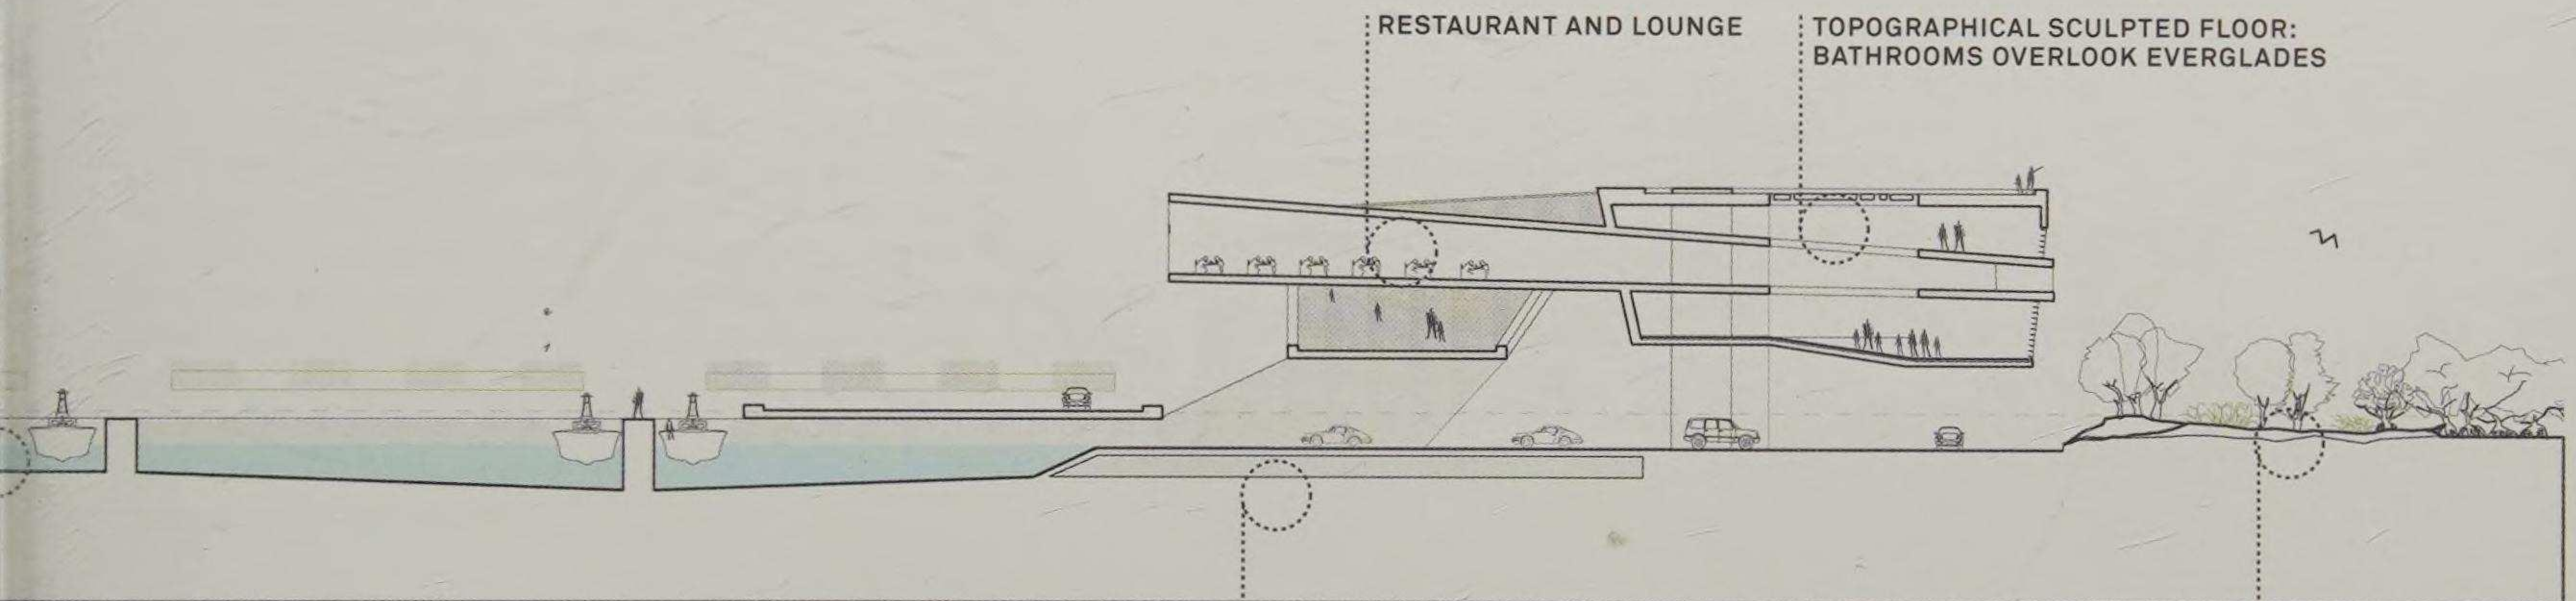 RESTAURANT AND LOUNGE
TOPOGRAPHICAL SCULPTED FLOOR:
BATHROOMS OVERLOOK EVERGLADES